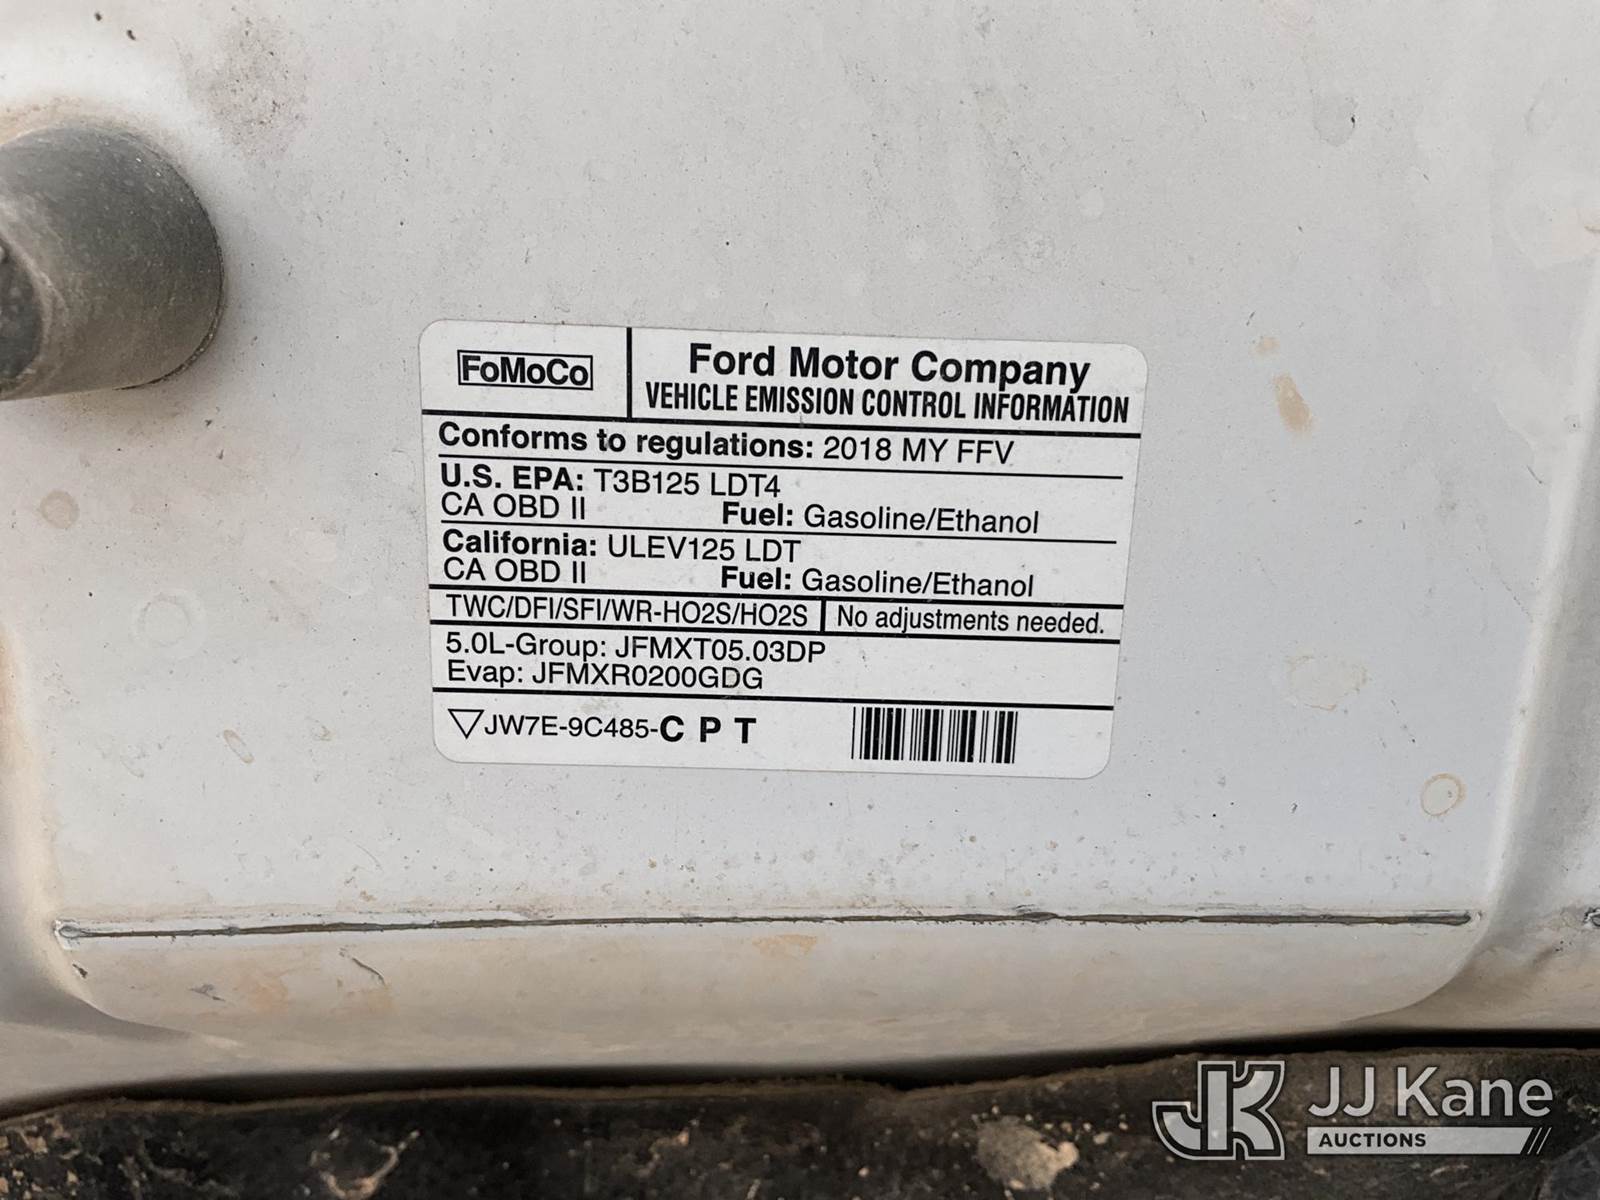 FoMoCo
Ford Motor Company
VEHICLE EMISSION CONTROL INFORMATION
Conforms to regulations: 2018 MY FFV
U.S. EPA: T3B125 LDT4
CA OBD II Fuel: Gasoline/Ethanol
California: ULEV125 LDT
CA OBD II Fuel: Gasoline/Ethanol
TWC/DFI/SFI/WR-HO2S/HO2S No adjustments needed.
5.0L-Group: JFMXT05.03DP
Evap: JFMXR0200GDG
JW7E-9C485-C P T
JK JJ Kane
AUCTIONS